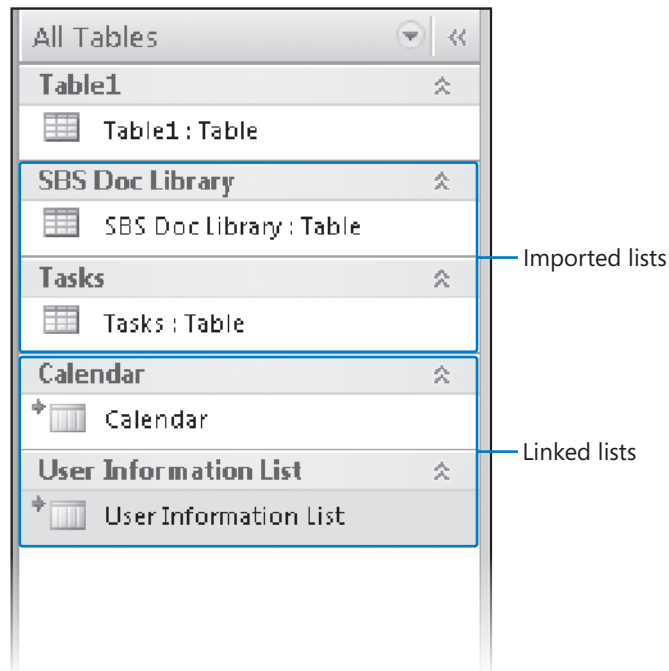 All Tables
Table1
Table1 : Table
SBS Doc Library
SBS Doc Library : Table
Imported lists
Tasks
Tasks : Table
Calendar
Calendar
Linked lists
User Information List
User Information List